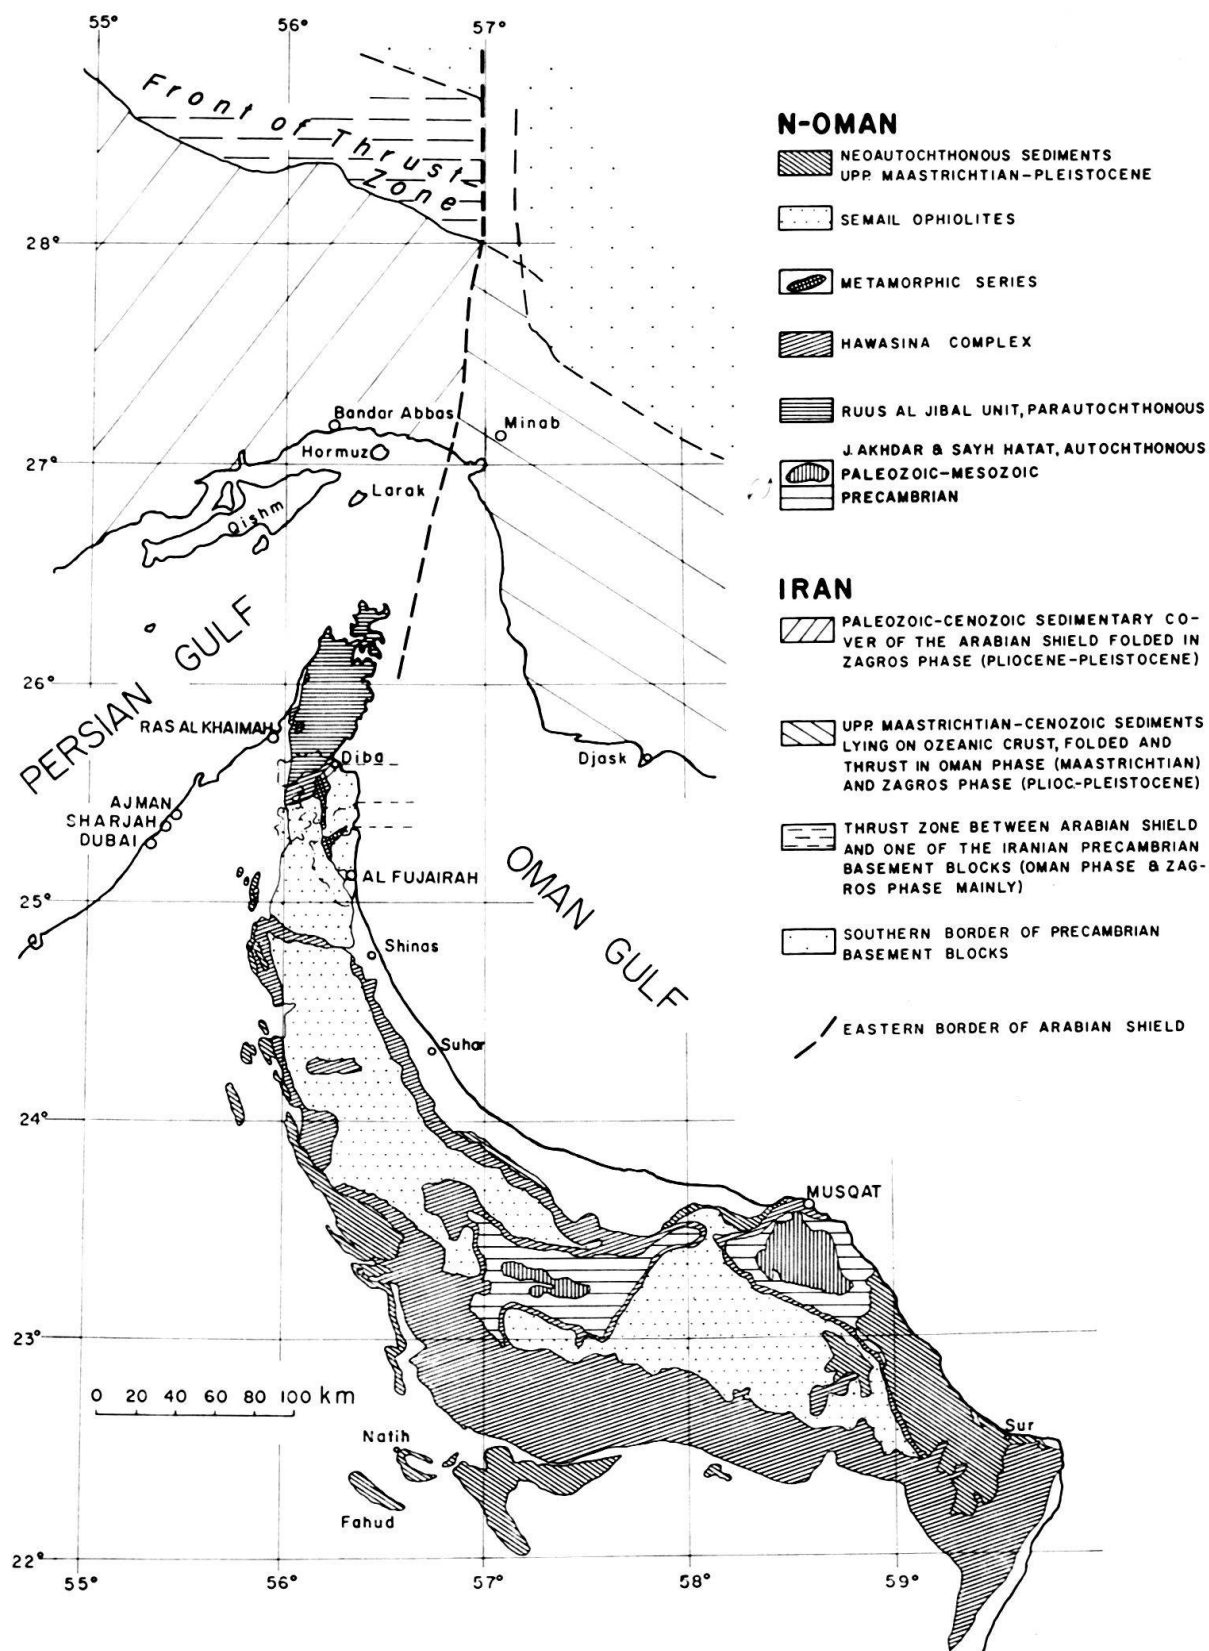 55°
56°
57°
Front of Thrust
Zone
28°
Bandar Abbas
Minab
Hormuz
27°
Larak
Qishm
PERSIAN GULF
26°
RAS AL KHAIMAH
Diba
Djask
AJMAN
SHARJAH
DUBAI
OMAN GULF
AL FUJAIRAH
25°
Shinas
Suhar
24°
MUSQAT
23°
0 20 40 60 80 100 km
Natih
Sur
Fahud
22°
55°
56°
57°
58°
59°
N-OMAN
NEOAUTOCHTHONOUS SEDIMENTS
UPP. MAASTRICHTIAN-PLEISTOCENE
SEMAIL OPHIOLITES
METAMORPHIC SERIES
HAWASINA COMPLEX
RUUS AL JIBAL UNIT, PARAUTOCHTHONOUS
J. AKHDAR & SAYH HATAT, AUTOCHTHONOUS
PALEOZOIC-MESOZOIC
PRECAMBRIAN
IRAN
PALEOZOIC-CENOZOIC SEDIMENTARY CO-
VER OF THE ARABIAN SHIELD FOLDED IN
ZAGROS PHASE (PLIOCENE-PLEISTOCENE)
UPP. MAASTRICHTIAN-CENOZOIC SEDIMENTS
LYING ON OZEANIC CRUST, FOLDED AND
THRUST IN OMAN PHASE (MAASTRICHTIAN)
AND ZAGROS PHASE (PLIOC.-PLEISTOCENE)
THRUST ZONE BETWEEN ARABIAN SHIELD
AND ONE OF THE IRANIAN PRECAMBRIAN
BASEMENT BLOCKS (OMAN PHASE & ZAG-
ROS PHASE MAINLY)
SOUTHERN BORDER OF PRECAMBRIAN
BASEMENT BLOCKS
EASTERN BORDER OF ARABIAN SHIELD